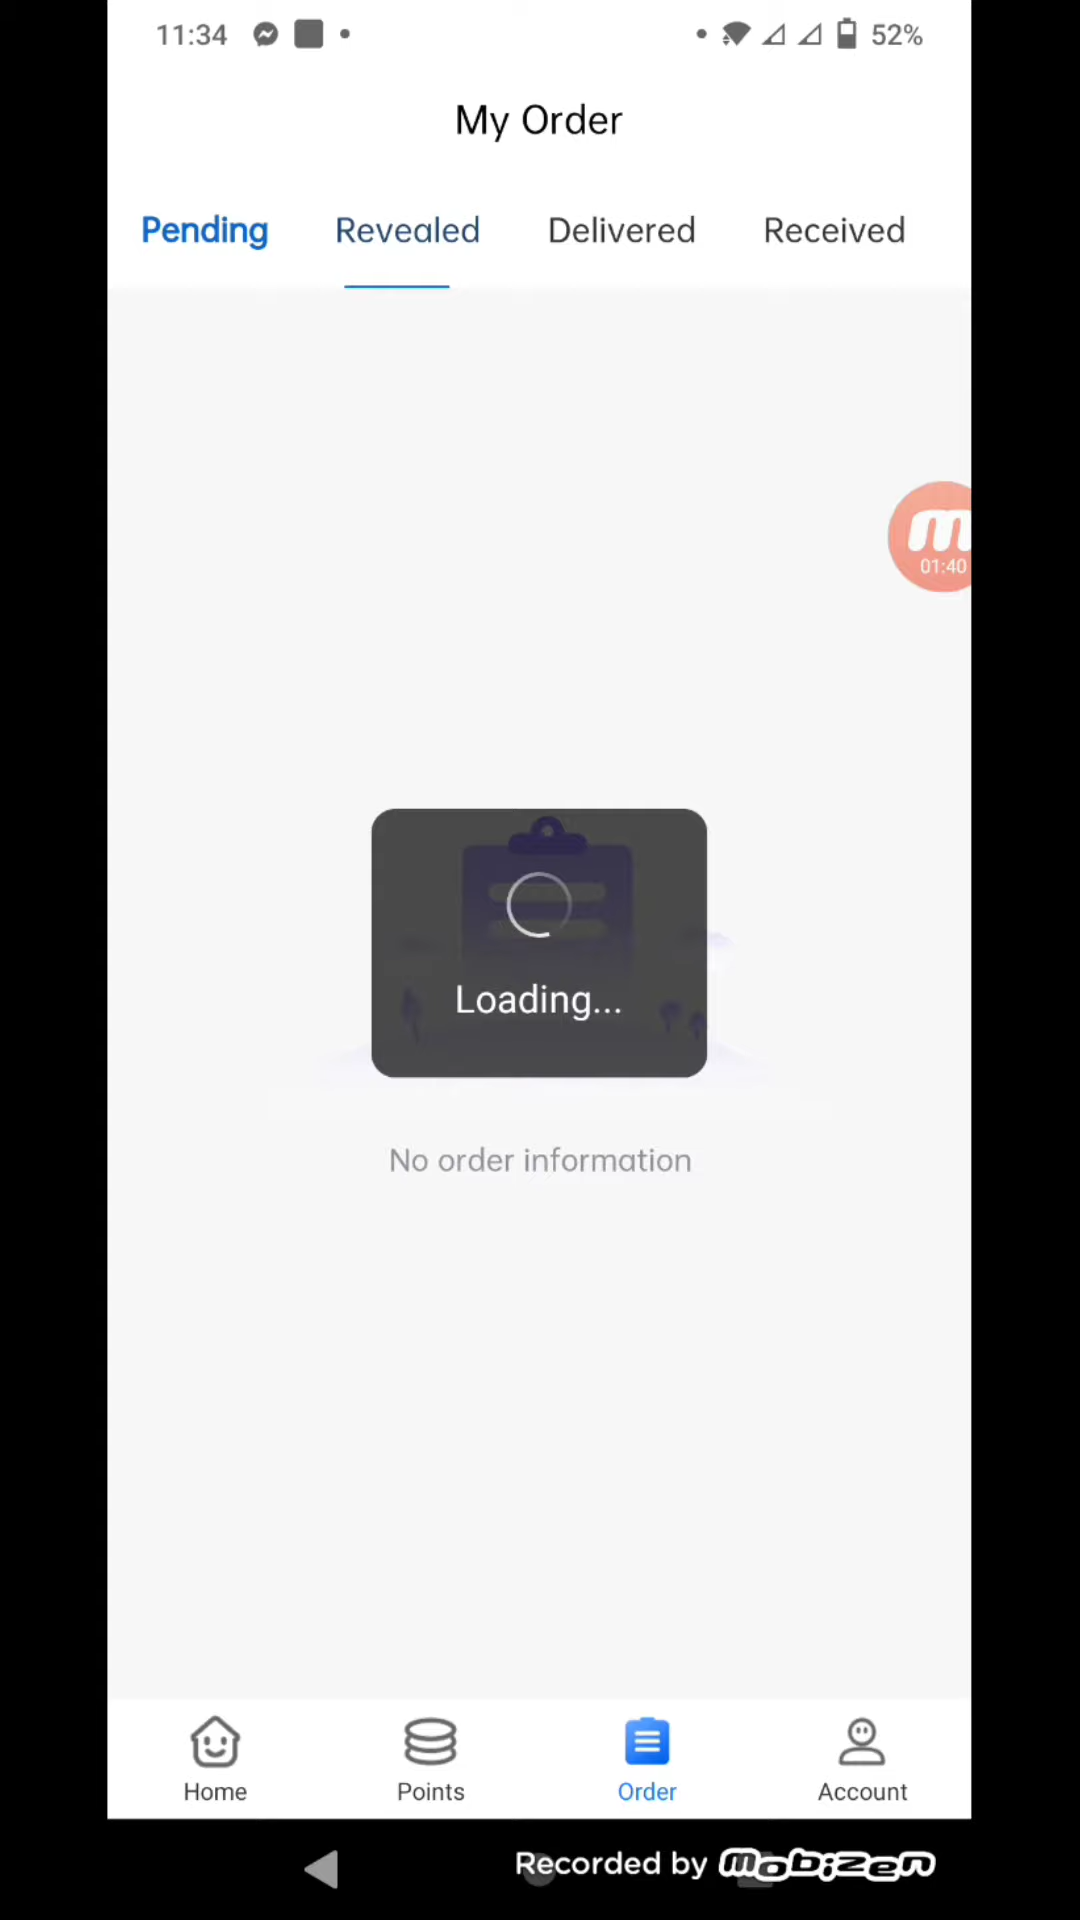 11:34
52%
My Order
Pending Revealed Delivered Received
m
01:40
Loading...
No order information
Home Points Order Account
Recorded by mobizen